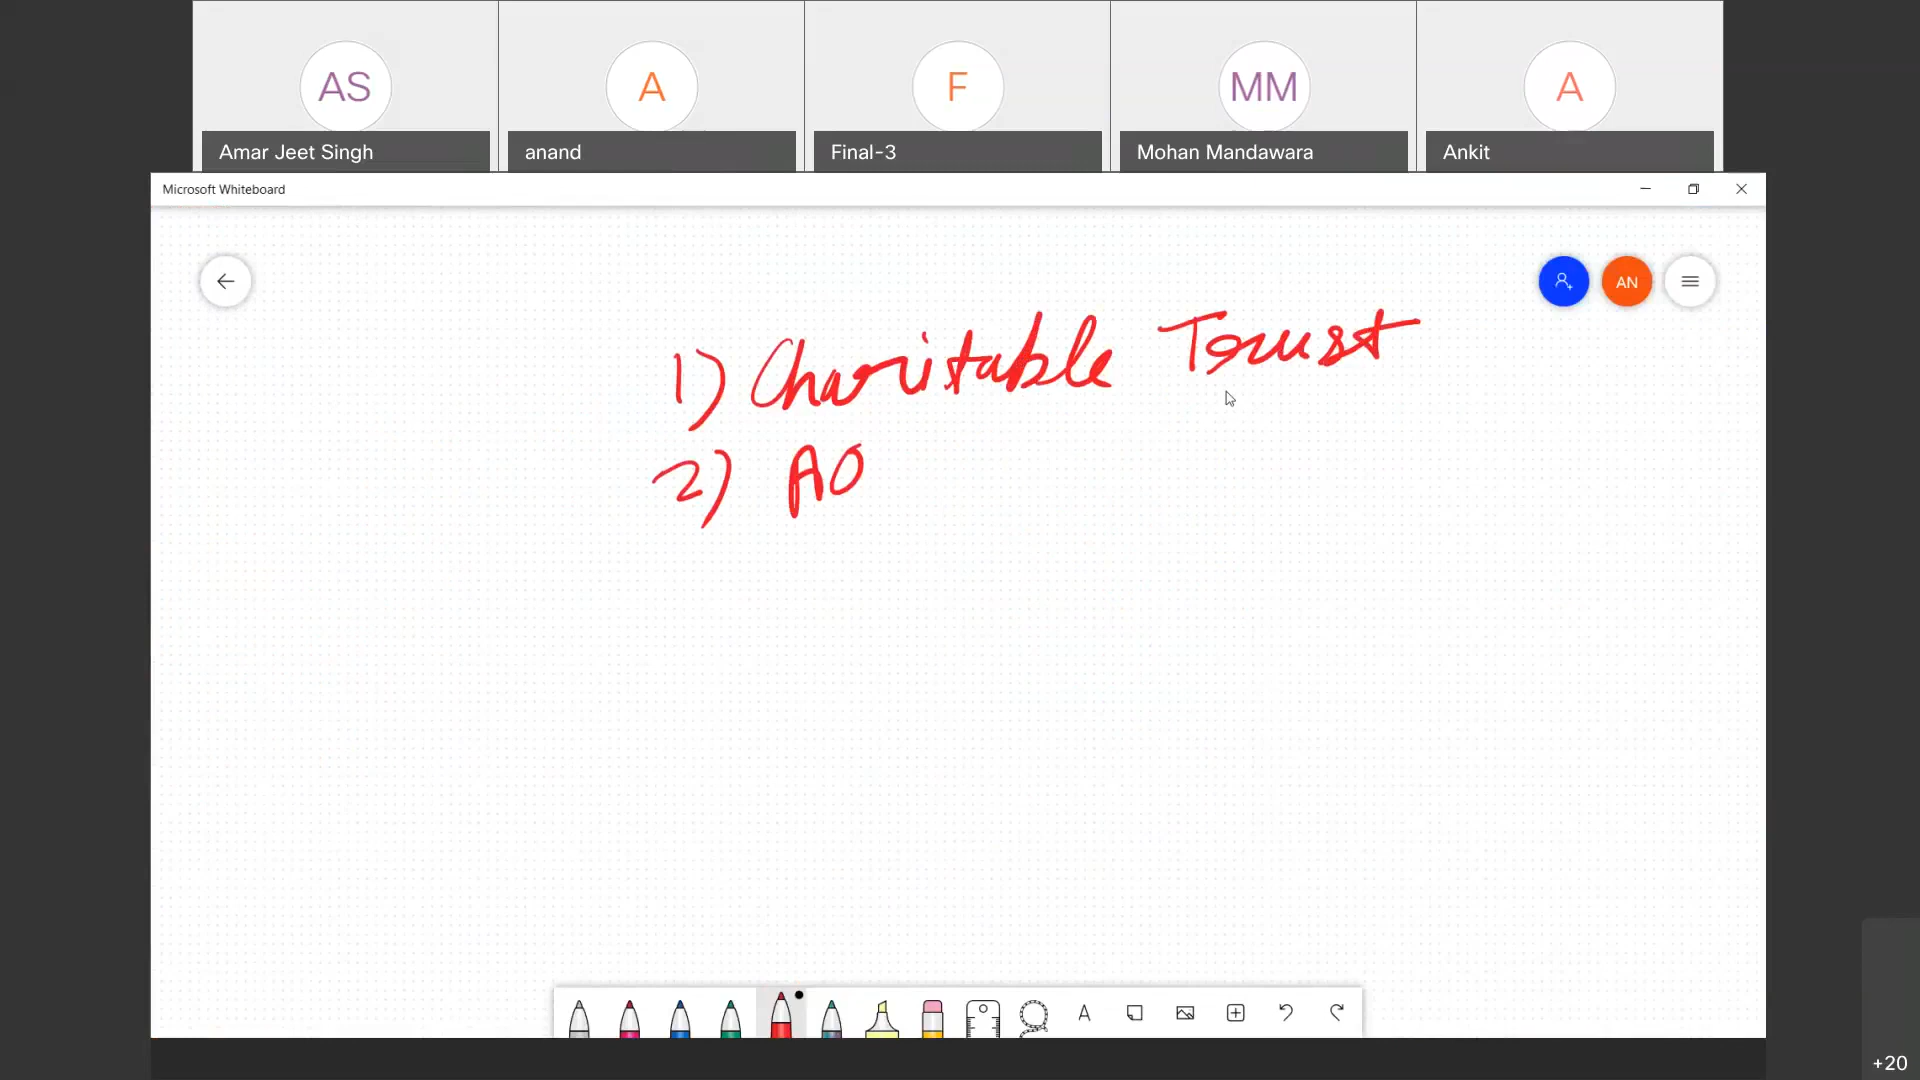 AS A F MM A
Amar Jeet Singh anand Final-3 Mohan Mandawara Ankit
Microsoft Whiteboard
AN
1) Charitable Trust
2) AO
A
+20